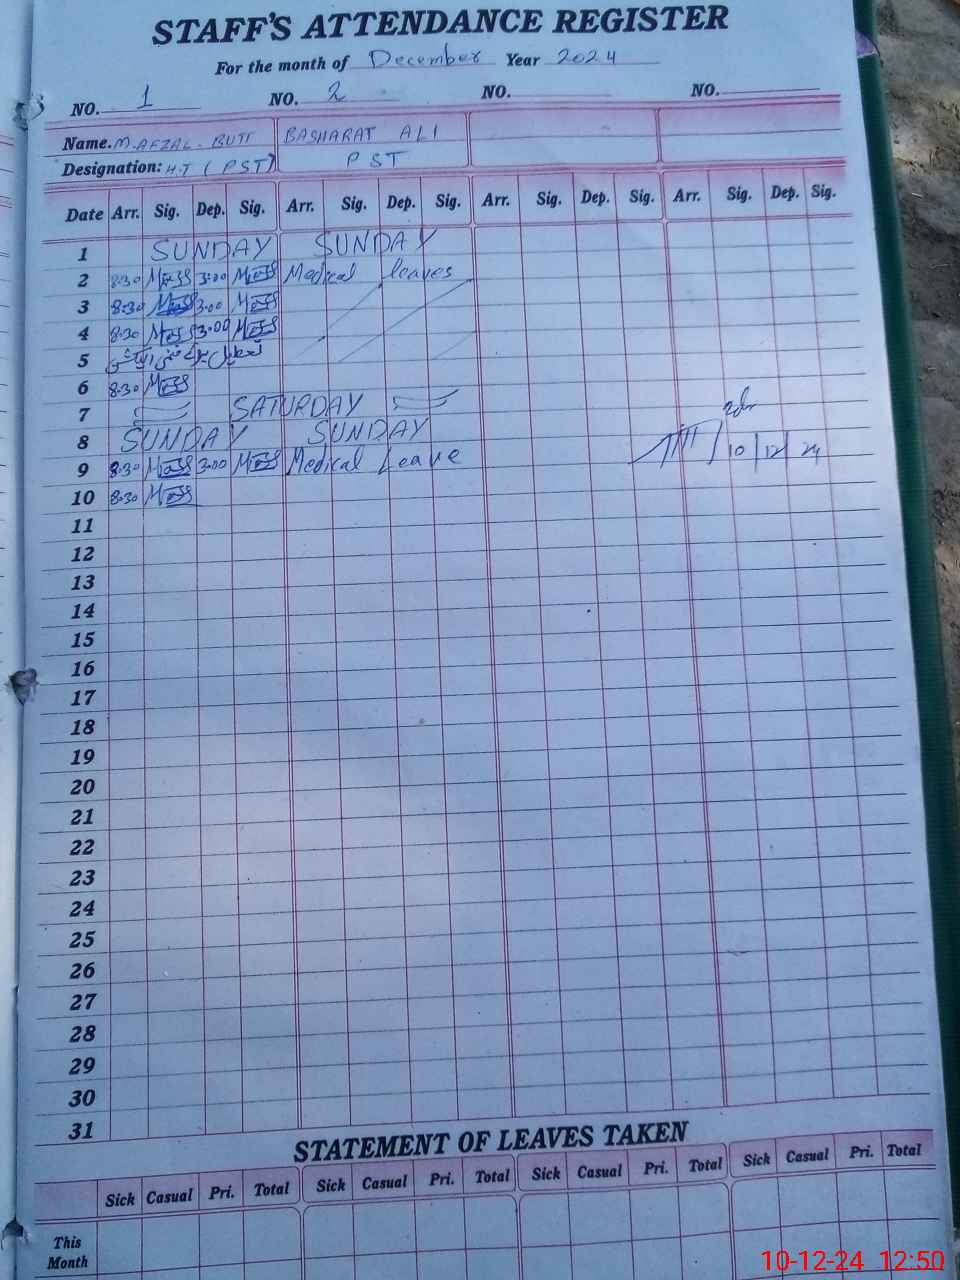 STAFF'S ATTENDANCE REGISTER
For the month of December Year 2024
NO. 1 NO. 2 NO. NO.
Name. M. AFZAL. BUTT BASHARAT ALI
Designation: H.T (PST) PST
Date Arr. Sig. Dep. Sig. Arr. Sig. Dep. Sig. Arr. Sig. Dep. Sig. Arr. Sig. Dep. Sig.
1 SUNDAY SUNDAY
2 8:30 3:00 Medical leaves
3 8:30 3:00
4 8:30 3:00
5
6 8:30
7 SATURDAY
8 SUNDAY SUNDAY
9 8:30 3:00 Medical Leave 10/12/24
10 8:30
11
12
13
14
15
16
17
18
19
20
21
22
23
24
25
26
27
28
29
30
31
STATEMENT OF LEAVES TAKEN
Sick Casual Pri. Total Sick Casual Pri. Total Sick Casual Pri. Total Sick Casual Pri. Total
This Month
10-12-24 12:50